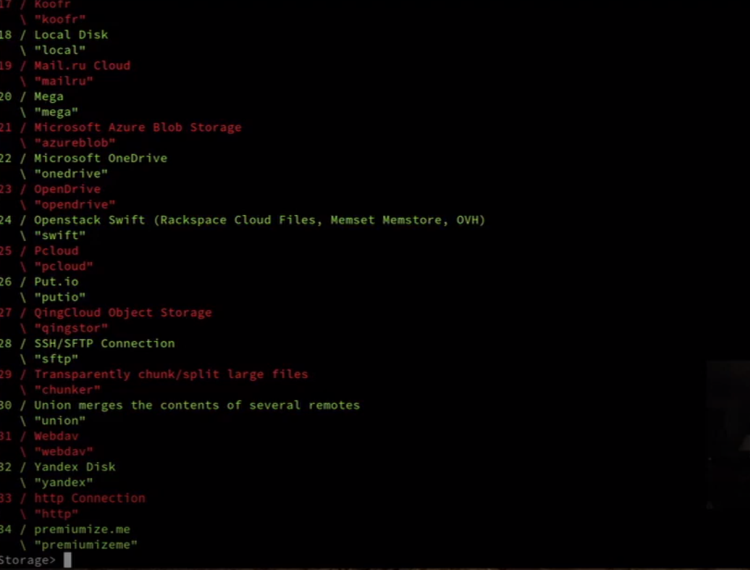 17 / Koofr
\ "koofr"
18 / Local Disk
\ "local"
19 / Mail.ru Cloud
\ "mailru"
20 / Mega
\ "mega"
21 / Microsoft Azure Blob Storage
\ "azureblob"
22 / Microsoft OneDrive
\ "onedrive"
23 / OpenDrive
\ "opendrive"
24 / Openstack Swift (Rackspace Cloud Files, Memset Memstore, OVH)
\ "swift"
25 / Pcloud
\ "pcloud"
26 / Put.io
\ "putio"
27 / QingCloud Object Storage
\ "qingstor"
28 / SSH/SFTP Connection
\ "sftp"
29 / Transparently chunk/split large files
\ "chunker"
30 / Union merges the contents of several remotes
\ "union"
31 / Webdav
\ "webdav"
32 / Yandex Disk
\ "yandex"
33 / http Connection
\ "http"
34 / premiumize.me
\ "premiumizeme"
Storage>